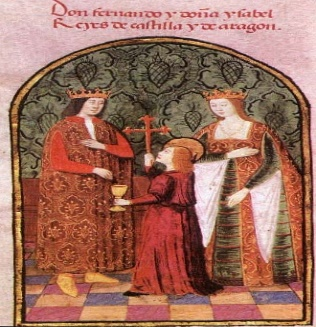 Don fernando y doña ysabel
Reyes de castilla y de aragon.